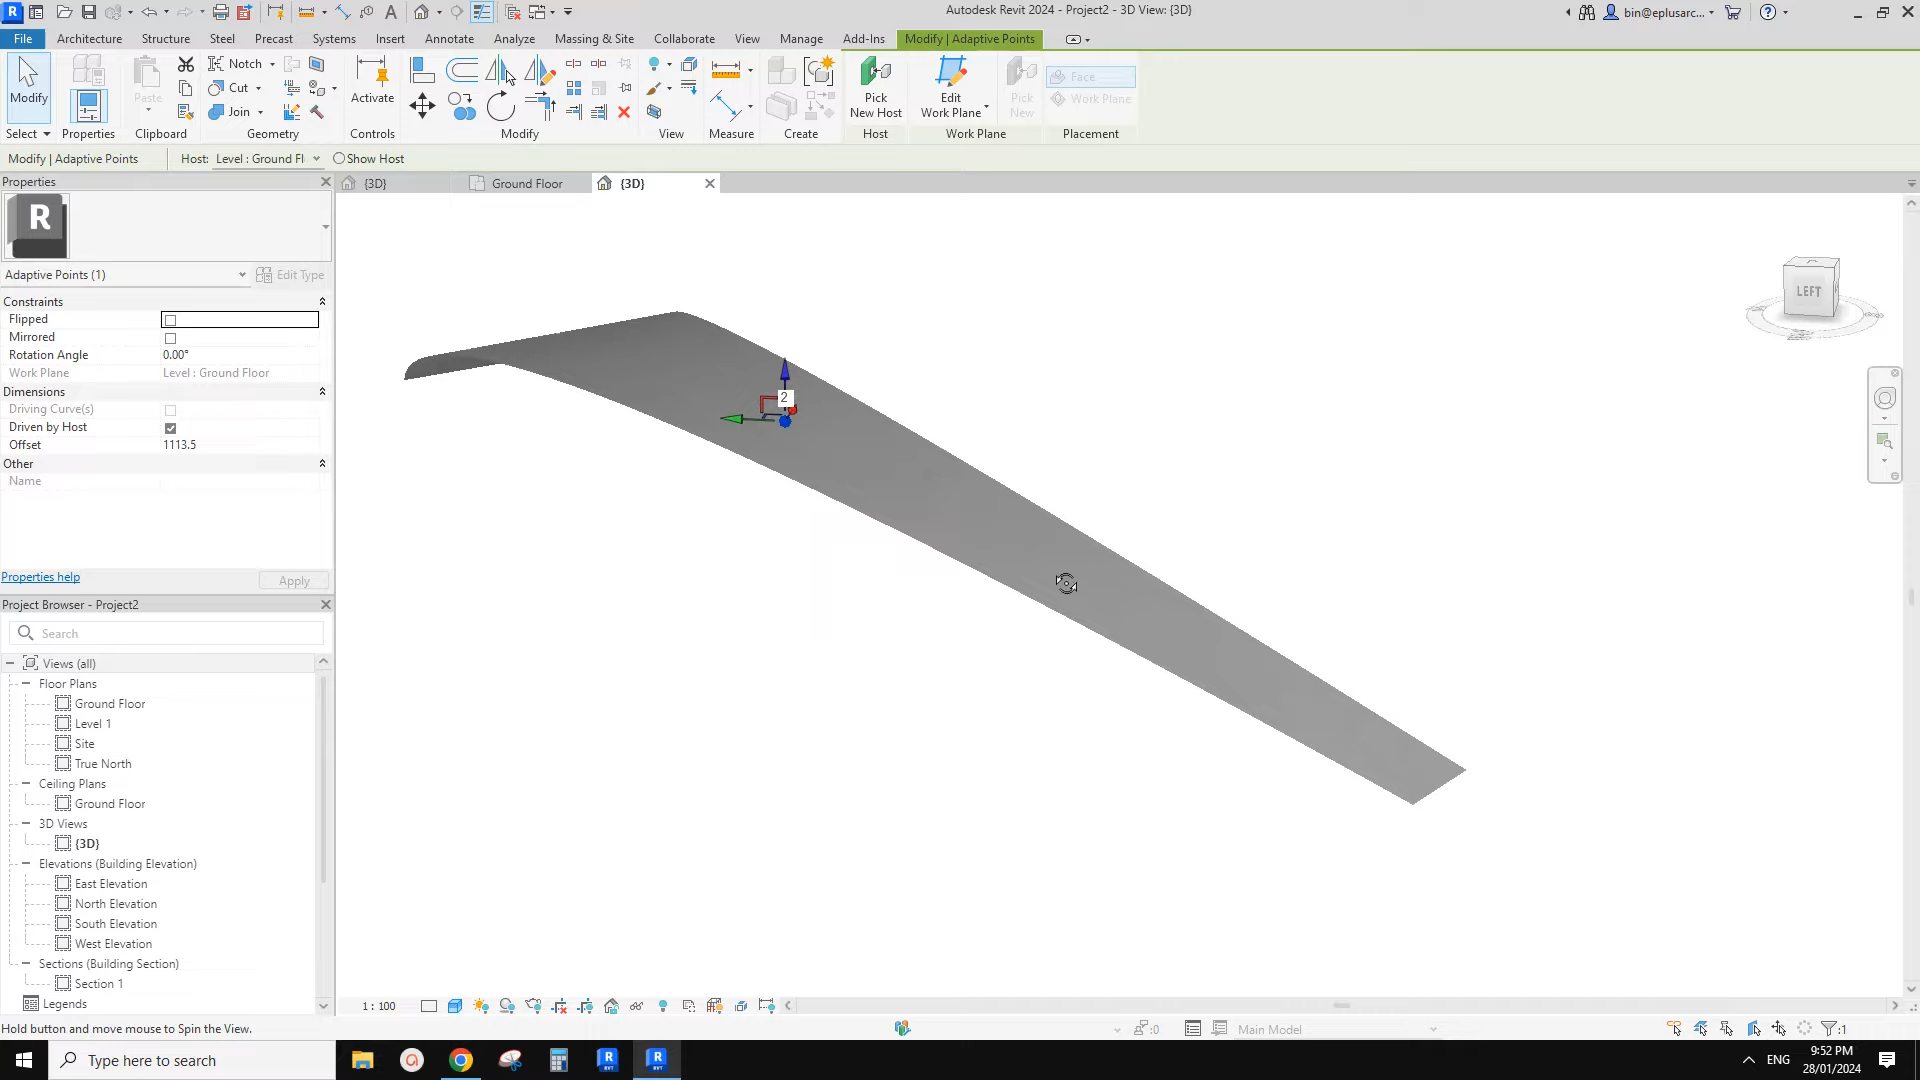 Autodesk Revit 2024 - Project2 - 3D View: {3D}
bin@eplusarc...
File Architecture Structure Steel Precast Systems Insert Annotate Analyze Massing & Site Collaborate View Manage Add-Ins Modify | Adaptive Points
Modify
Paste
Notch
Cut
Join
Activate
Pick
New Host
Edit
Work Plane
Pick
New
Face
Work Plane
Select Properties Clipboard Geometry Controls Modify View Measure Create Host Work Plane Placement
Modify | Adaptive Points Host: Level : Ground Fl Show Host
Properties
{3D} Ground Floor {3D}
R
Adaptive Points (1) Edit Type
Constraints
Flipped
Mirrored
Rotation Angle 0.00°
Work Plane Level : Ground Floor
Dimensions
Driving Curve(s)
Driven by Host
Offset 1113.5
Other
Name
Properties help Apply
LEFT
2
Project Browser - Project2
Search
Views (all)
Floor Plans
Ground Floor
Level 1
Site
True North
Ceiling Plans
Ground Floor
3D Views
{3D}
Elevations (Building Elevation)
East Elevation
North Elevation
South Elevation
West Elevation
Sections (Building Section)
Section 1
Legends
1 : 100
Hold button and move mouse to Spin the View.
:0
Main Model
:1
Type here to search
ENG
9:52 PM
28/01/2024